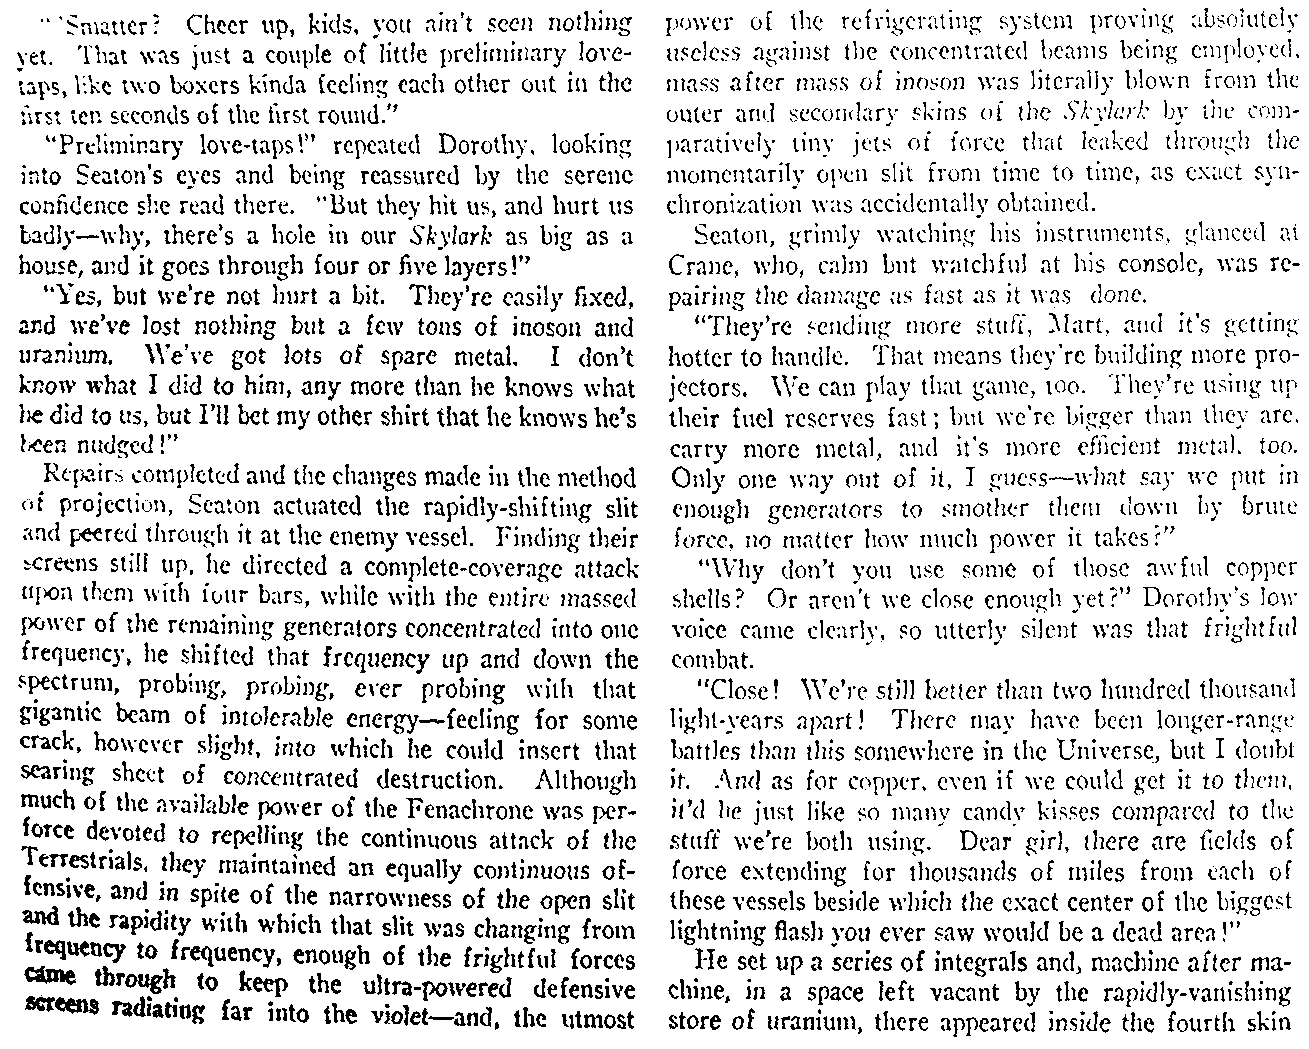 "'Smatter? Cheer up, kids, you ain't seen nothing
yet. That was just a couple of little preliminary love-
taps, like two boxers kinda feeling each other out in the
first ten seconds of the first round."
"Preliminary love-taps!" repeated Dorothy, looking
into Seaton's eyes and being reassured by the serene
confidence she read there. "But they hit us, and hurt us
badly—why, there's a hole in our Skylark as big as a
house, and it goes through four or five layers!"
"Yes, but we're not hurt a bit. They're easily fixed,
and we've lost nothing but a few tons of inoson and
uranium. We've got lots of spare metal. I don't
know what I did to him, any more than he knows what
he did to us, but I'll bet my other shirt that he knows he's
been nudged!"
Repairs completed and the changes made in the method
of projection, Seaton actuated the rapidly-shifting slit
and peered through it at the enemy vessel. Finding their
screens still up, he directed a complete-coverage attack
upon them with four bars, while with the entire massed
power of the remaining generators concentrated into one
frequency, he shifted that frequency up and down the
spectrum, probing, probing, ever probing with that
gigantic beam of intolerable energy—feeling for some
crack, however slight, into which he could insert that
searing sheet of concentrated destruction. Although
much of the available power of the Fenachrone was per-
force devoted to repelling the continuous attack of the
Terrestrials, they maintained an equally continuous of-
fensive, and in spite of the narrowness of the open slit
and the rapidity with which that slit was changing from
frequency to frequency, enough of the frightful forces
came through to keep the ultra-powered defensive
screens radiating far into the violet—and, the utmost
power of the refrigerating system proving absolutely
useless against the concentrated beams being employed,
mass after mass of inoson was literally blown from the
outer and secondary skins of the Skylark by the com-
paratively tiny jets of force that leaked through the
momentarily open slit from time to time, as exact syn-
chronization was accidentally obtained.
Seaton, grimly watching his instruments, glanced at
Crane, who, calm but watchful at his console, was re-
pairing the damage as fast as it was done.
"They're sending more stuff, Mart, and it's getting
hotter to handle. That means they're building more pro-
jectors. We can play that game, too. They're using up
their fuel reserves fast; but we're bigger than they are,
carry more metal, and it's more efficient metal, too.
Only one way out of it, I guess—what say we put in
enough generators to smother them down by brute
force, no matter how much power it takes?"
"Why don't you use some of those awful copper
shells? Or aren't we close enough yet?" Dorothy's low
voice came clearly, so utterly silent was that frightful
combat.
"Close! We're still better than two hundred thousand
light-years apart! There may have been longer-range
battles than this somewhere in the Universe, but I doubt
it. And as for copper, even if we could get it to them,
it'd be just like so many candy kisses compared to the
stuff we're both using. Dear girl, there are fields of
force extending for thousands of miles from each of
these vessels beside which the exact center of the biggest
lightning flash you ever saw would be a dead area!"
He set up a series of integrals and, machine after ma-
chine, in a space left vacant by the rapidly-vanishing
store of uranium, there appeared inside the fourth skin